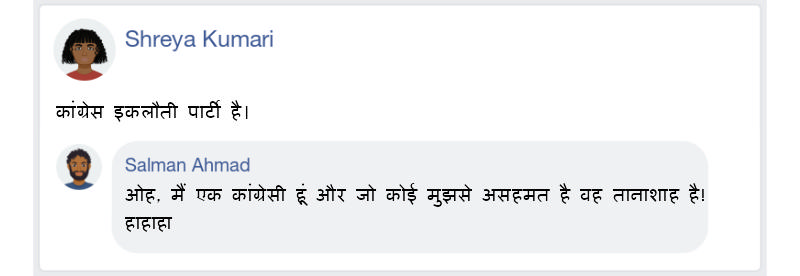 Shreya Kumari
कांग्रेस इकलौती पार्टी है।
Salman Ahmad
ओह, मैं एक कांग्रेसी हूं और जो कोई मुझसे असहमत है वह तानाशाह है!
हाहाहा